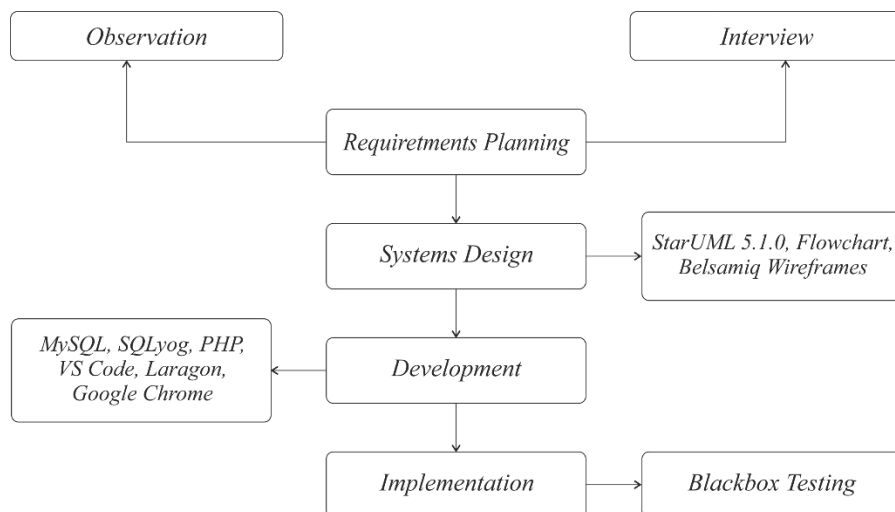 Observation
Interview
Requiretments Planning
Systems Design
StarUML 5.1.0, Flowchart,
Belsamiq Wireframes
MySQL, SQLyog, PHP,
VS Code, Laragon,
Google Chrome
Development
Implementation
Blackbox Testing